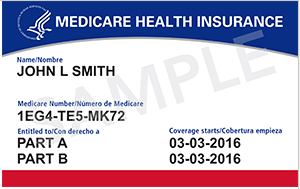 MEDICARE HEALTH INSURANCE
Name/Nombre
JOHN L SMITH
Medicare Number/Número de Medicare
1EG4-TE5-MK72
Entitled to/Con derecho a Coverage starts/Cobertura empieza
PART A 03-03-2016
PART B 03-03-2016
SAMPLE